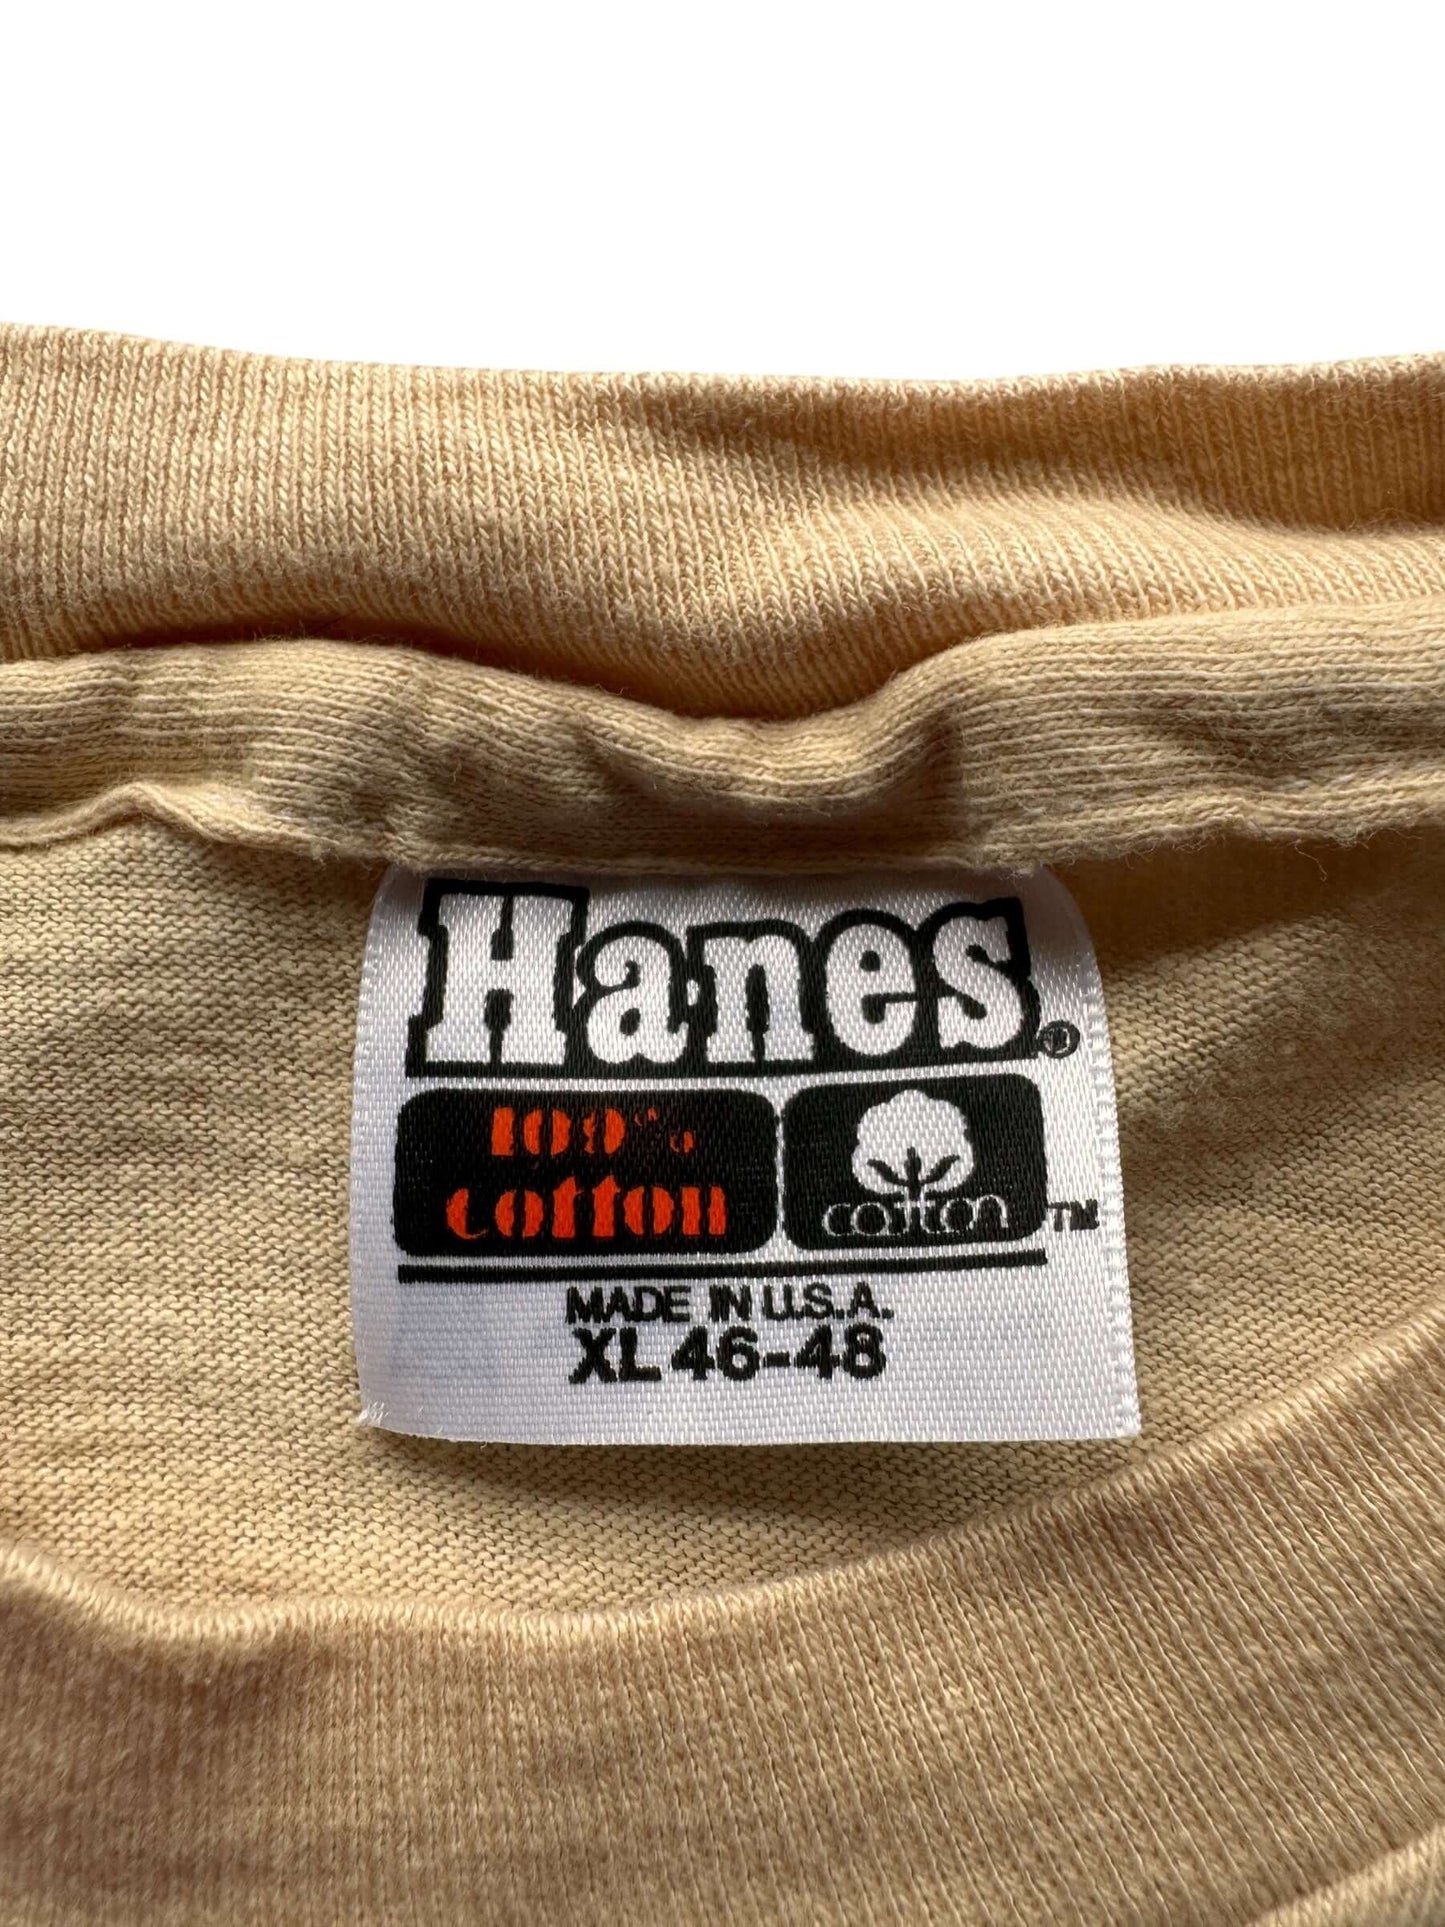 Hanes®
100% cotton
cotton ™
MADE IN U.S.A.
XL 46-48